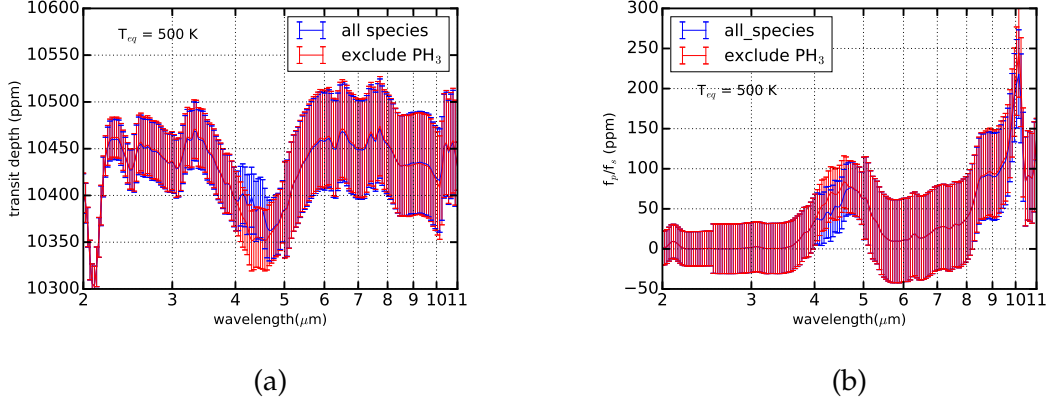 10600
10550
10500
10450
10400
10350
10300
transit depth (ppm)
T_eq = 500 K
all species
exclude PH₃
2 3 4 5 6 7 8 9 10 11
wavelength(μm)
(a)
300
250
200
150
100
50
0
−50
f_p/f_s (ppm)
all_species
exclude PH₃
T_eq = 500 K
2 3 4 5 6 7 8 9 10 11
wavelength(μm)
(b)